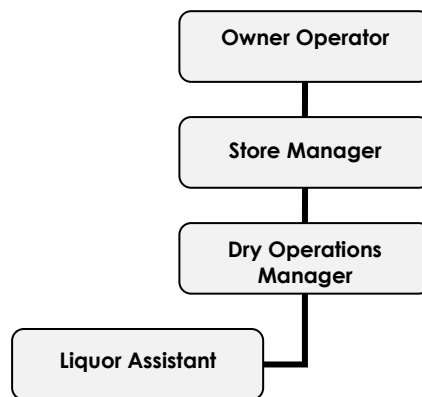 Owner Operator
Store Manager
Dry Operations
Manager
Liquor Assistant